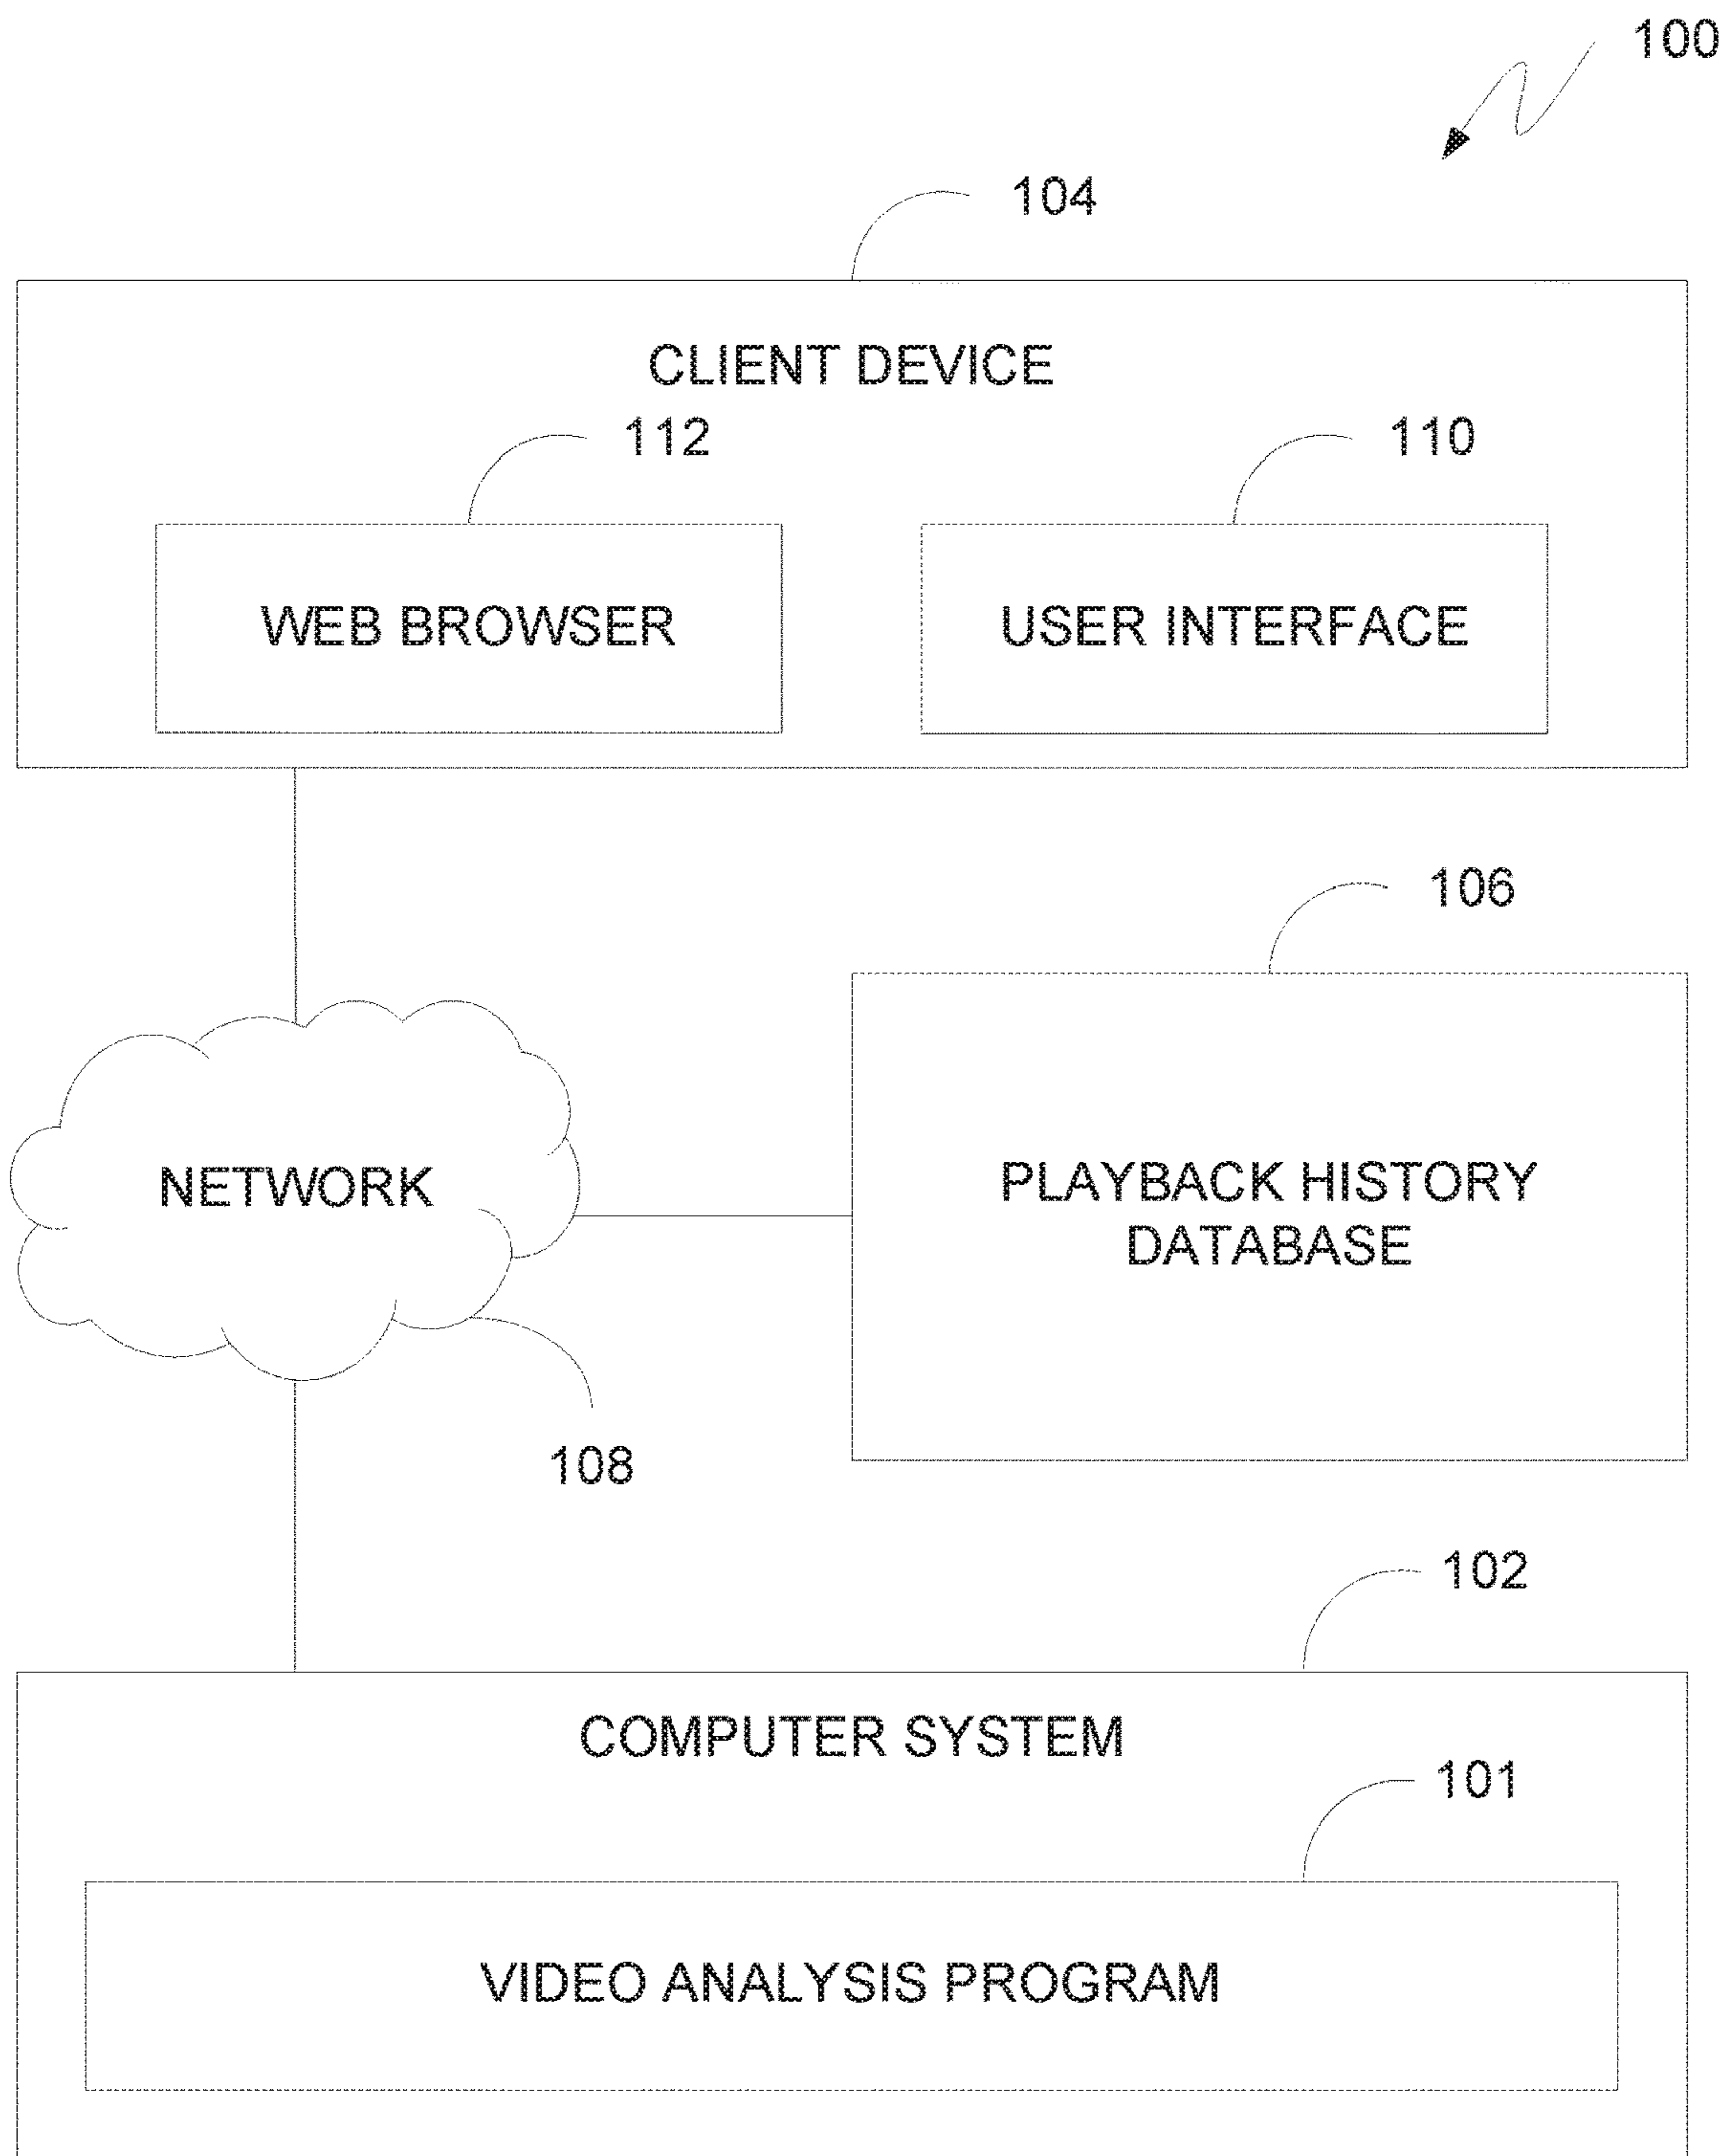 100
104
CLIENT DEVICE
112
110
WEB BROWSER
USER INTERFACE
106
NETWORK
PLAYBACK HISTORY
DATABASE
108
102
COMPUTER SYSTEM
101
VIDEO ANALYSIS PROGRAM